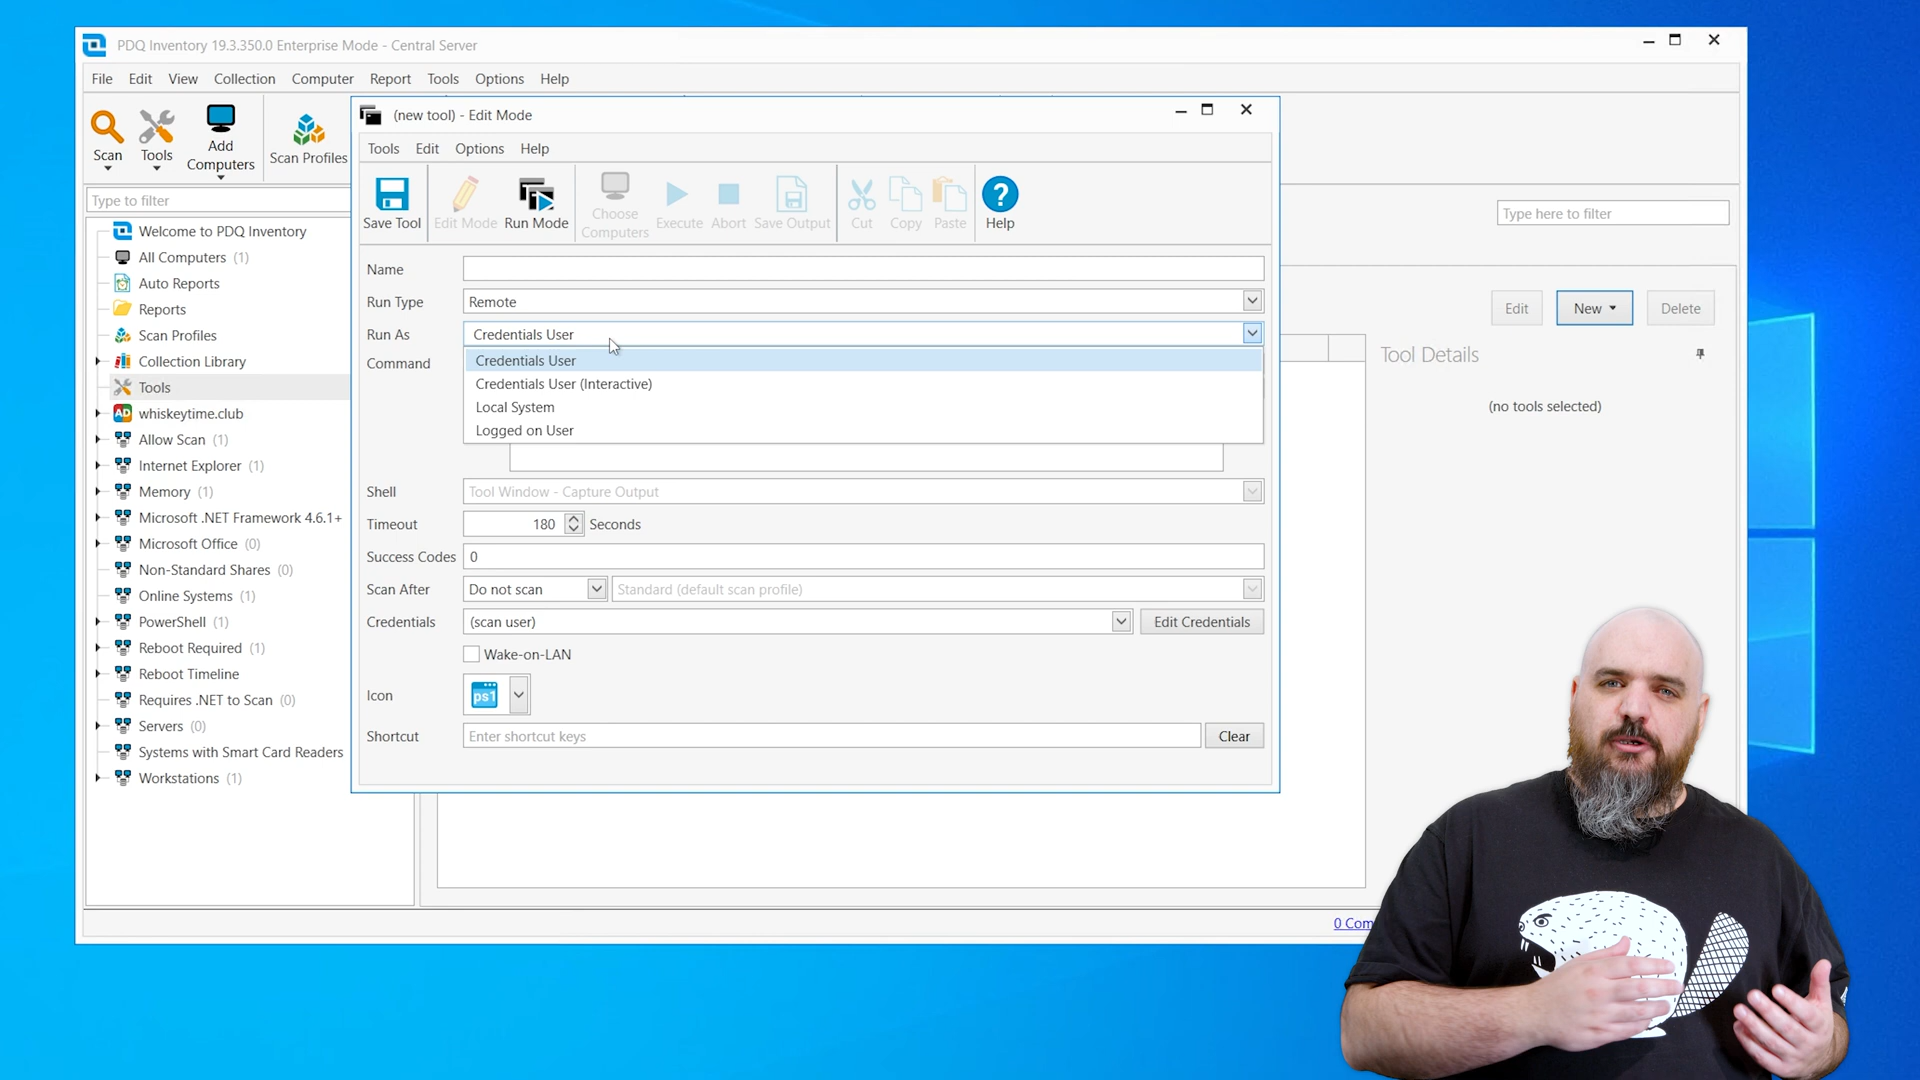 PDQ Inventory 19.3.350.0 Enterprise Mode - Central Server
File Edit View Collection Computer Report Tools Options Help
Scan
Tools
Add Computers
Scan Profiles
Type to filter
Welcome to PDQ Inventory
All Computers (1)
Auto Reports
Reports
Scan Profiles
Collection Library
Tools
AD whiskeytime.club
Allow Scan (1)
Internet Explorer (1)
Memory (1)
Microsoft .NET Framework 4.6.1+
Microsoft Office (0)
Non-Standard Shares (0)
Online Systems (1)
PowerShell (1)
Reboot Required (1)
Reboot Timeline
Requires .NET to Scan (0)
Servers (0)
Systems with Smart Card Readers
Workstations (1)
(new tool) - Edit Mode
Tools Edit Options Help
Save Tool
Edit Mode
Run Mode
Choose Computers
Execute
Abort
Save Output
Cut
Copy
Paste
? Help
Name
Run Type Remote
Run As Credentials User
Command
Credentials User
Credentials User (Interactive)
Local System
Logged on User
Shell Tool Window - Capture Output
Timeout 180 Seconds
Success Codes 0
Scan After Do not scan Standard (default scan profile)
Credentials (scan user) Edit Credentials
Wake-on-LAN
Icon ps1
Shortcut Enter shortcut keys Clear
Type here to filter
Edit New Delete
Tool Details
(no tools selected)
0 Com